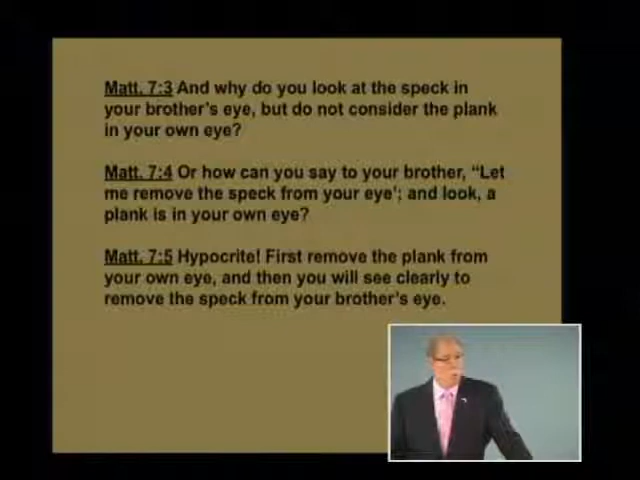 Matt. 7:3 And why do you look at the speck in
your brother's eye, but do not consider the plank
in your own eye?
Matt. 7:4 Or how can you say to your brother, "Let
me remove the speck from your eye'; and look, a
plank is in your own eye?
Matt. 7:5 Hypocrite! First remove the plank from
your own eye, and then you will see clearly to
remove the speck from your brother's eye.